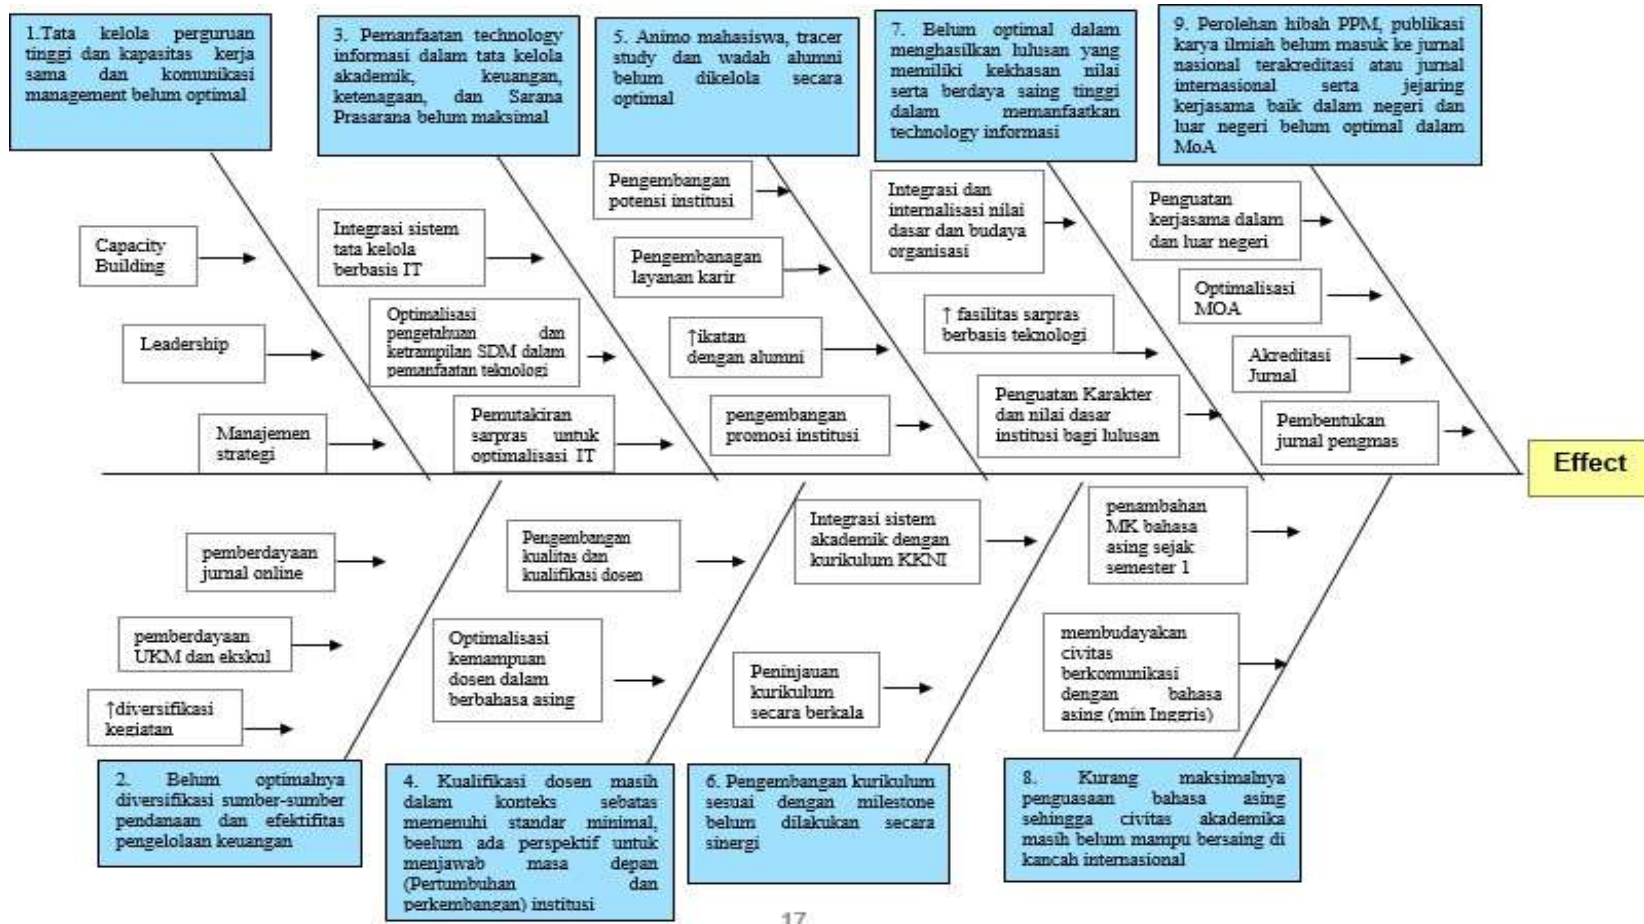 1.Tata kelola perguruan
tinggi dan kapasitas kerja
sama dan komunikasi
management belum optimal
3. Pemanfaatan technology
informasi dalam tata kelola
akademik, keuangan,
ketenagaan, dan Sarana
Prasarana belum maksimal
5. Animo mahasiswa, tracer
study dan wadah alumni
belum dikelola secara
optimal
7. Belum optimal dalam
menghasilkan lulusan yang
memiliki kekhasan nilai
serta berdaya saing tinggi
dalam memanfaatkan
technology informasi
9. Perolehan hibah PPM, publikasi
karya ilmiah belum masuk ke jurnal
nasional terakreditasi atau jurnal
internasional serta jejaring
kerjasama baik dalam negeri dan
luar negeri belum optimal dalam
MoA
Capacity
Building
Leadership
Manajemen
strategi
Integrasi sistem
tata kelola
berbasis IT
Optimalisasi
pengetahuan dan
ketrampilan SDM dalam
pemanfaatan teknologi
Pemutakiran
sarpras untuk
optimalisasi IT
Pengembangan
potensi institusi
Pengembanagan
layanan karir
↑ikatan
dengan alumni
pengembangan
promosi institusi
Integrasi dan
internalisasi nilai
dasar dan budaya
organisasi
↑ fasilitas sarpras
berbasis teknologi
Penguatan Karakter
dan nilai dasar
institusi bagi lulusan
Penguatan
kerjasama dalam
dan luar negeri
Optimalisasi
MOA
Akreditasi
Jurnal
Pembentukan
jurnal pengmas
Effect
pemberdayaan
jurnal online
pemberdayaan
UKM dan ekskul
↑diversifikasi
kegiatan
Pengembangan
kualitas dan
kualifikasi dosen
Optimalisasi
kemampuan
dosen dalam
berbahasa asing
Integrasi sistem
akademik dengan
kurikulum KKNI
Peninjauan
kurikulum
secara berkala
penambahan
MK bahasa
asing sejak
semester 1
membudayakan
civitas
berkomunikasi
dengan bahasa
asing (min Inggris)
2. Belum optimalnya
diversifikasi sumber-sumber
pendanaan dan efektifitas
pengelolaan keuangan
4. Kualifikasi dosen masih
dalam konteks sebatas
memenuhi standar minimal,
beelum ada perspektif untuk
menjawab masa depan
(Pertumbuhan dan
perkembangan) institusi
6. Pengembangan kurikulum
sesuai dengan milestone
belum dilakukan secara
sinergi
8. Kurang maksimalnya
penguasaan bahasa asing
sehingga civitas akademika
masih belum mampu bersaing di
kancah internasional
17